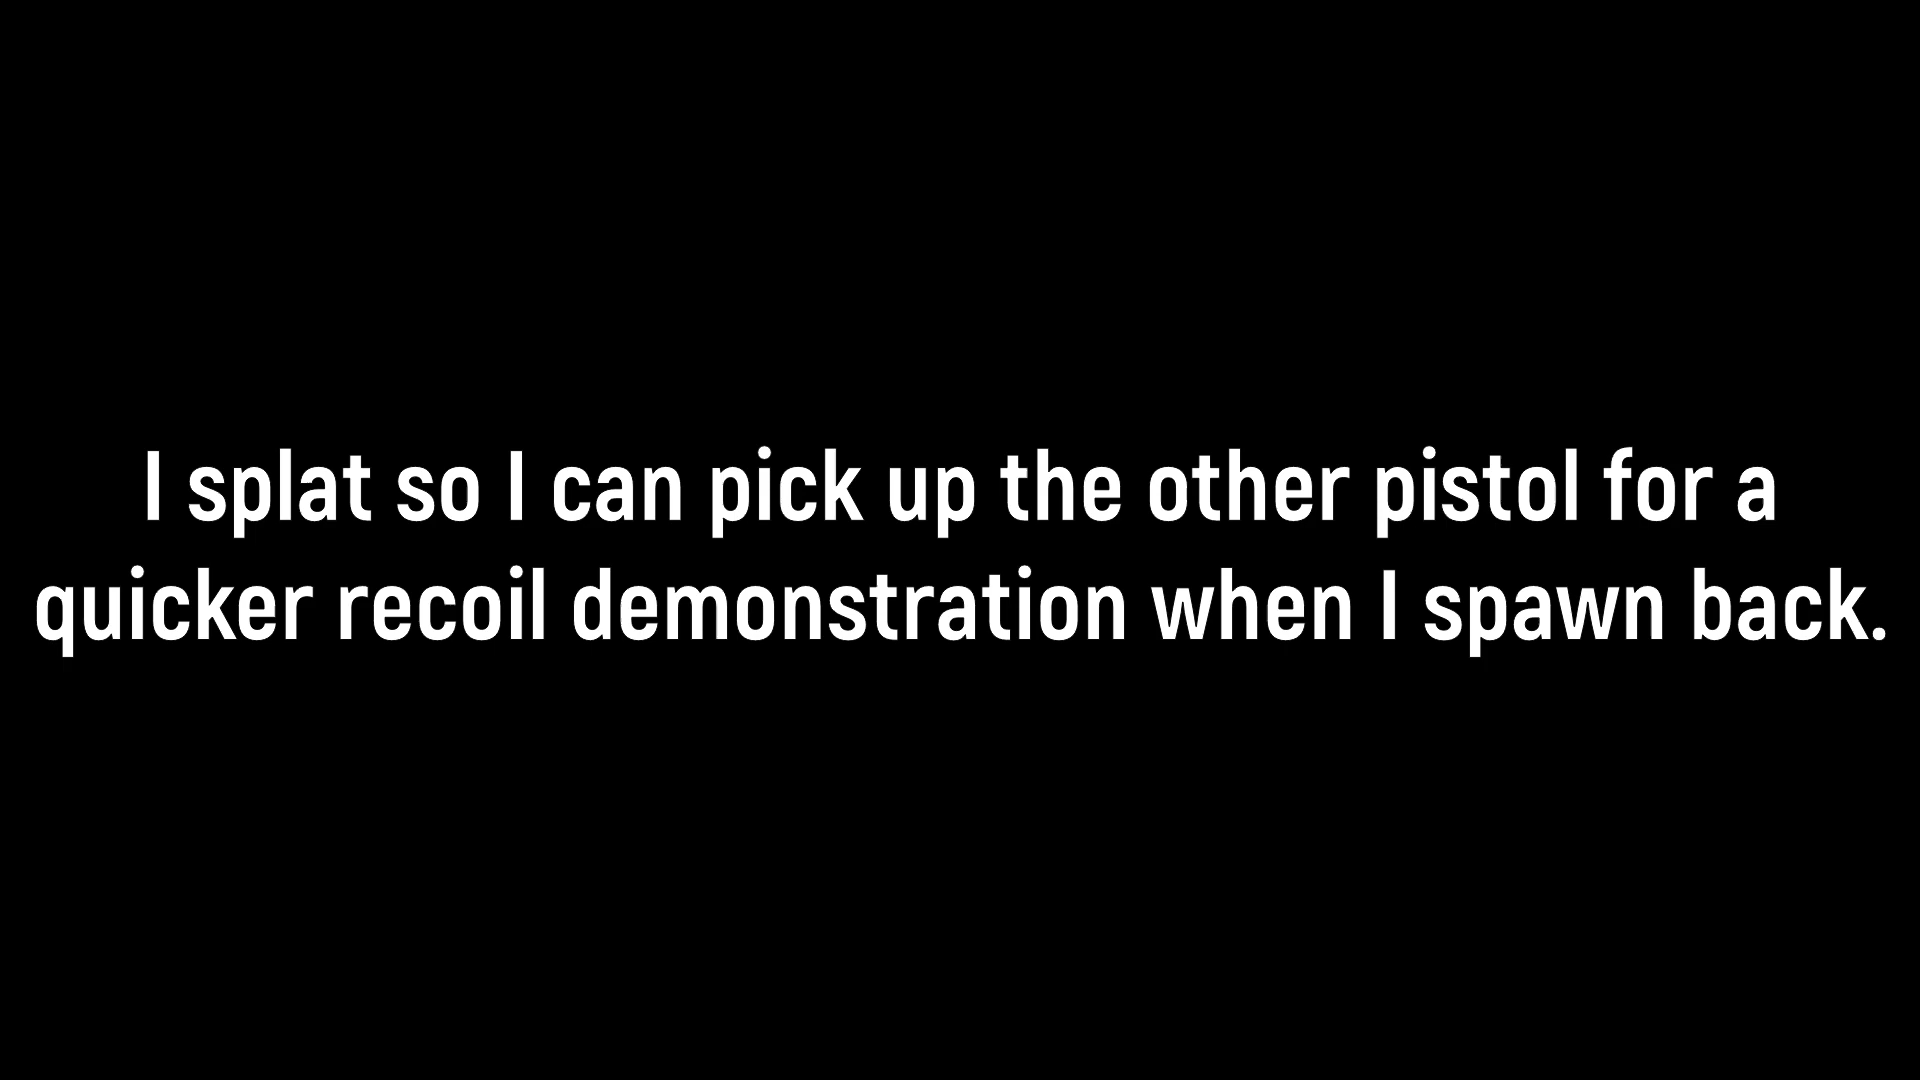 I splat so I can pick up the other pistol for a
quicker recoil demonstration when I spawn back.